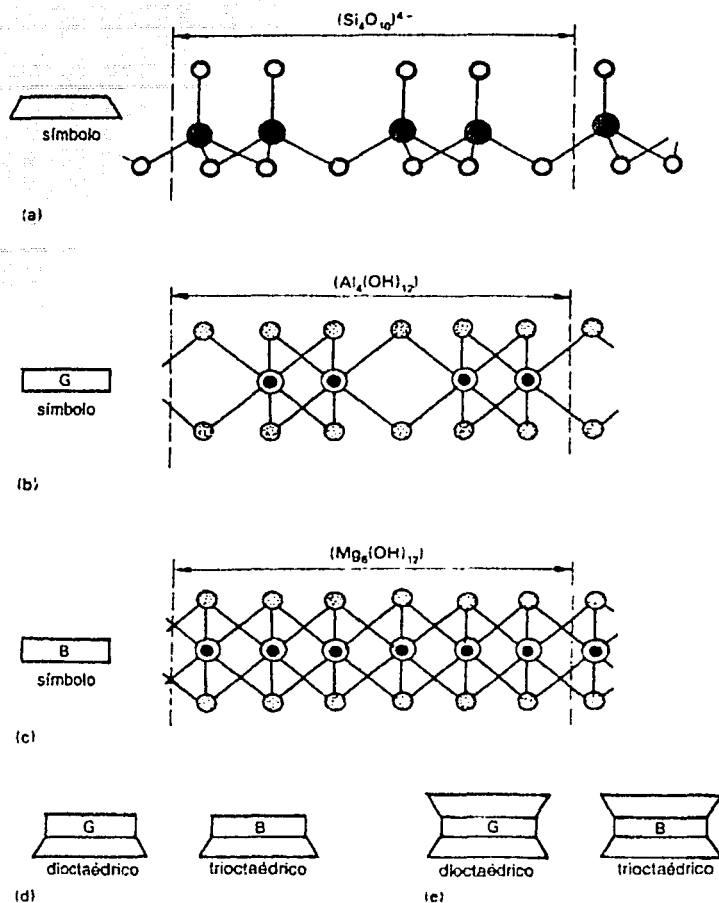 (Si₄O₁₀)⁴⁻
símbolo
(a)
(Al₄(OH)₁₂)
G
símbolo
(b)
(Mg₆(OH)₁₂)
B
símbolo
(c)
G
dioctaédrico
B
trioctaédrico
(d)
G
dioctaédrico
B
trioctaédrico
(e)